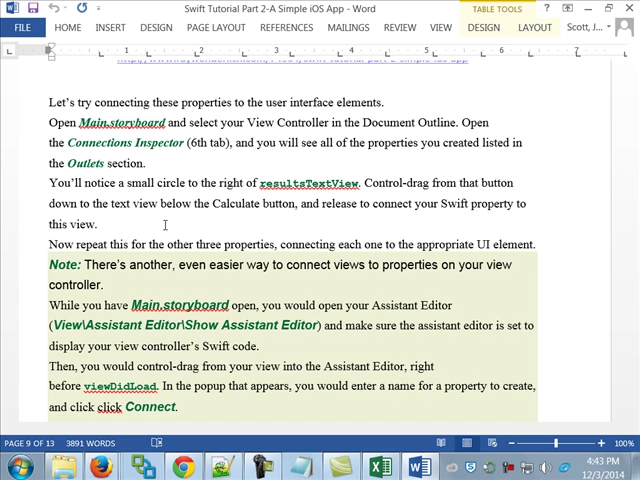 Swift Tutorial Part 2-A Simple iOS App - Word
TABLE TOOLS
FILE HOME INSERT DESIGN PAGE LAYOUT REFERENCES MAILINGS REVIEW VIEW DESIGN LAYOUT Scott, J...
1 2 3 4 5 6 7
Let's try connecting these properties to the user interface elements.
Open Main.storyboard and select your View Controller in the Document Outline. Open
the Connections Inspector (6th tab), and you will see all of the properties you created listed in
the Outlets section.
You'll notice a small circle to the right of resultsTextView. Control-drag from that button
down to the text view below the Calculate button, and release to connect your Swift property to
this view.
Now repeat this for the other three properties, connecting each one to the appropriate UI element.
Note: There's another, even easier way to connect views to properties on your view
controller.
While you have Main.storyboard open, you would open your Assistant Editor
(View\Assistant Editor\Show Assistant Editor) and make sure the assistant editor is set to
display your view controller's Swift code.
Then, you would control-drag from your view into the Assistant Editor, right
before viewDidLoad. In the popup that appears, you would enter a name for a property to create,
and click click Connect.
PAGE 9 OF 13 3891 WORDS 100%
4:43 PM
12/3/2014